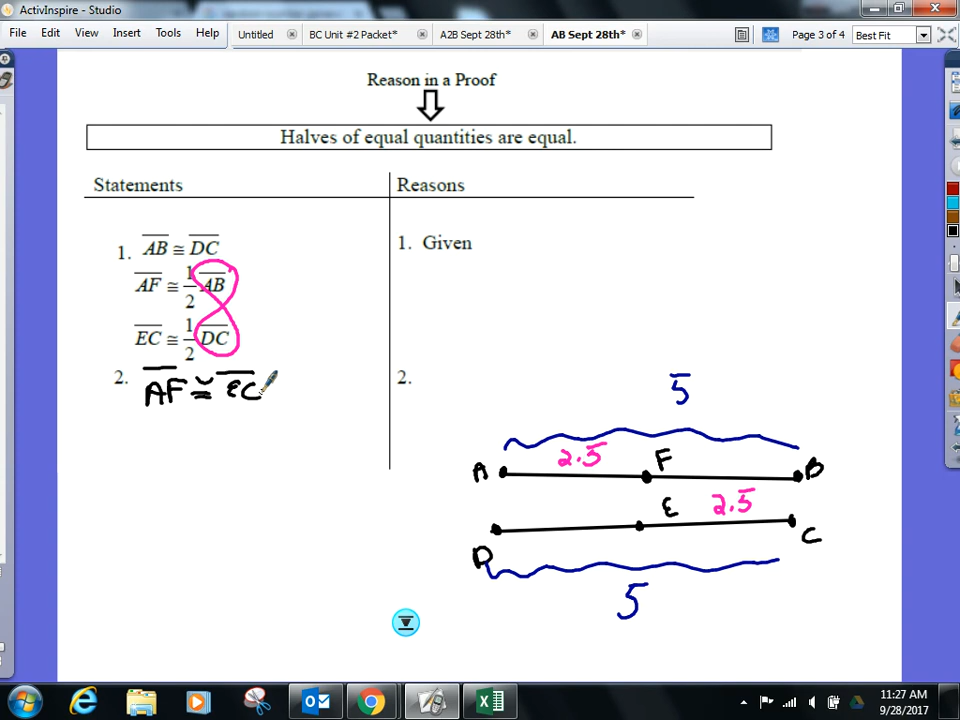 ActivInspire - Studio
File Edit View Insert Tools Help Untitled BC Unit #2 Packet* A2B Sept 28th* AB Sept 28th* Page 3 of 4 Best Fit
Reason in a Proof
Halves of equal quantities are equal.
Statements Reasons
1. AB ≅ DC 1. Given
AF ≅ 1/2 AB
EC ≅ 1/2 DC
2. AF ≅ EC 2.
5
A 2.5 F B
E 2.5
D C
5
11:27 AM
9/28/2017